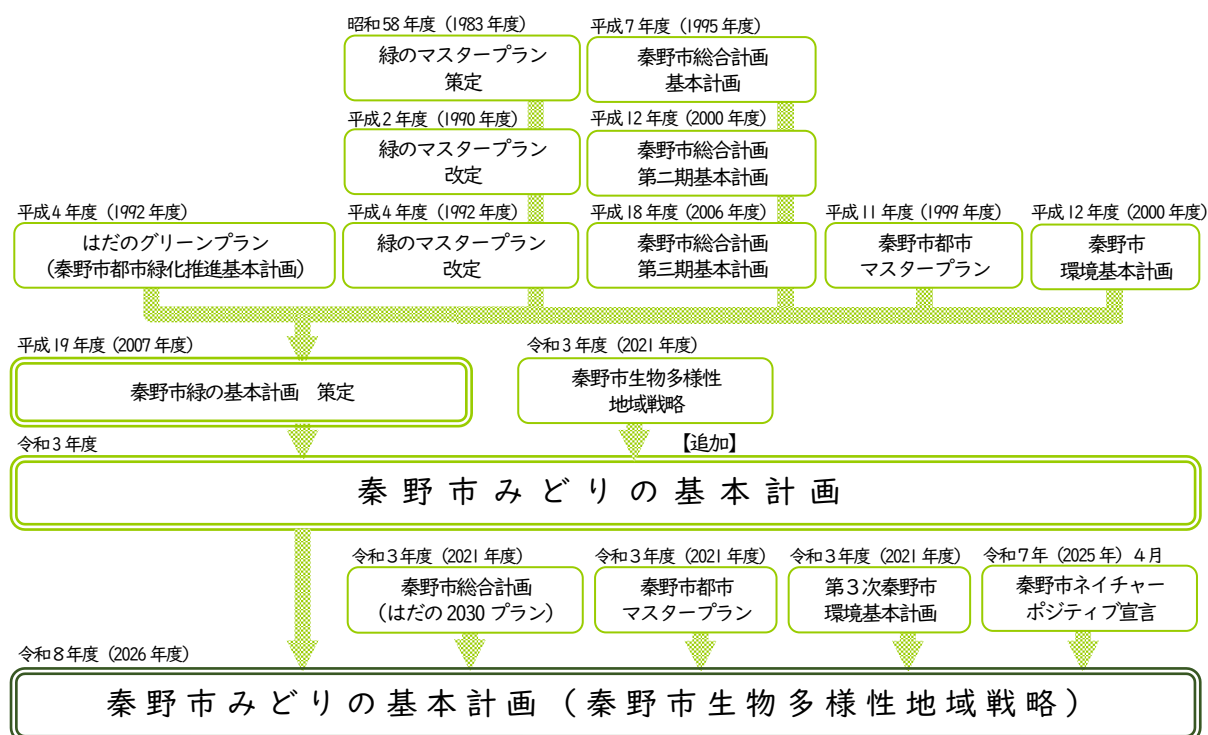 昭和58年度（1983年度）
緑のマスタープラン
策定
平成7年度（1995年度）
秦野市総合計画
基本計画
平成2年度（1990年度）
緑のマスタープラン
改定
平成12年度（2000年度）
秦野市総合計画
第二期基本計画
平成4年度（1992年度）
はだのグリーンプラン
（秦野市都市緑化推進基本計画）
平成4年度（1992年度）
緑のマスタープラン
改定
平成18年度（2006年度）
秦野市総合計画
第三期基本計画
平成11年度（1999年度）
秦野市都市
マスタープラン
平成12年度（2000年度）
秦野市
環境基本計画
平成19年度（2007年度）
秦野市緑の基本計画　策定
令和3年度（2021年度）
秦野市生物多様性
地域戦略
【追加】
令和3年度
秦野市みどりの基本計画
令和3年度（2021年度）
秦野市総合計画
（はだの2030プラン）
令和3年度（2021年度）
秦野市都市
マスタープラン
令和3年度（2021年度）
第3次秦野市
環境基本計画
令和7年（2025年）4月
秦野市ネイチャー
ポジティブ宣言
令和8年度（2026年度）
秦野市みどりの基本計画（秦野市生物多様性地域戦略）